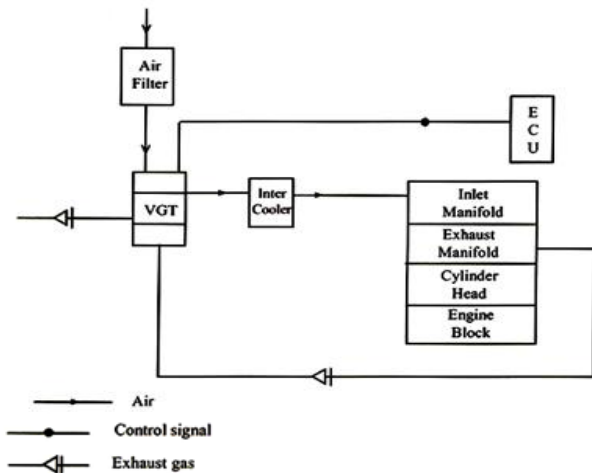 Air
Filter
E
C
U
VGT
Inter
Cooler
Inlet
Manifold
Exhaust
Manifold
Cylinder
Head
Engine
Block
Air
Control signal
Exhaust gas